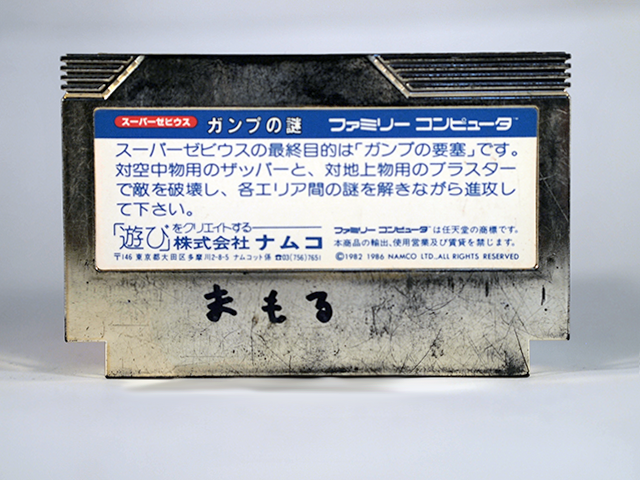 スーパーゼビウス ガンプの謎 ファミリーコンピュータ™
スーパーゼビウスの最終目的は「ガンプの要塞」です。
対空中物用のザッパーと、対地上物用のブラスター
で敵を破壊し、各エリア間の謎を解きながら進攻し
て下さい。
「遊び」をクリエイトする
株式会社 ナムコ
〒146 東京都大田区多摩川2-8-5 ナムコット係 ☎03(756)7651
ファミリーコンピュータ™は任天堂の商標です。
本商品の輸出、使用営業及び賃貸を禁じます。
©1982 1986 NAMCO LTD.,ALL RIGHTS RESERVED
まもる